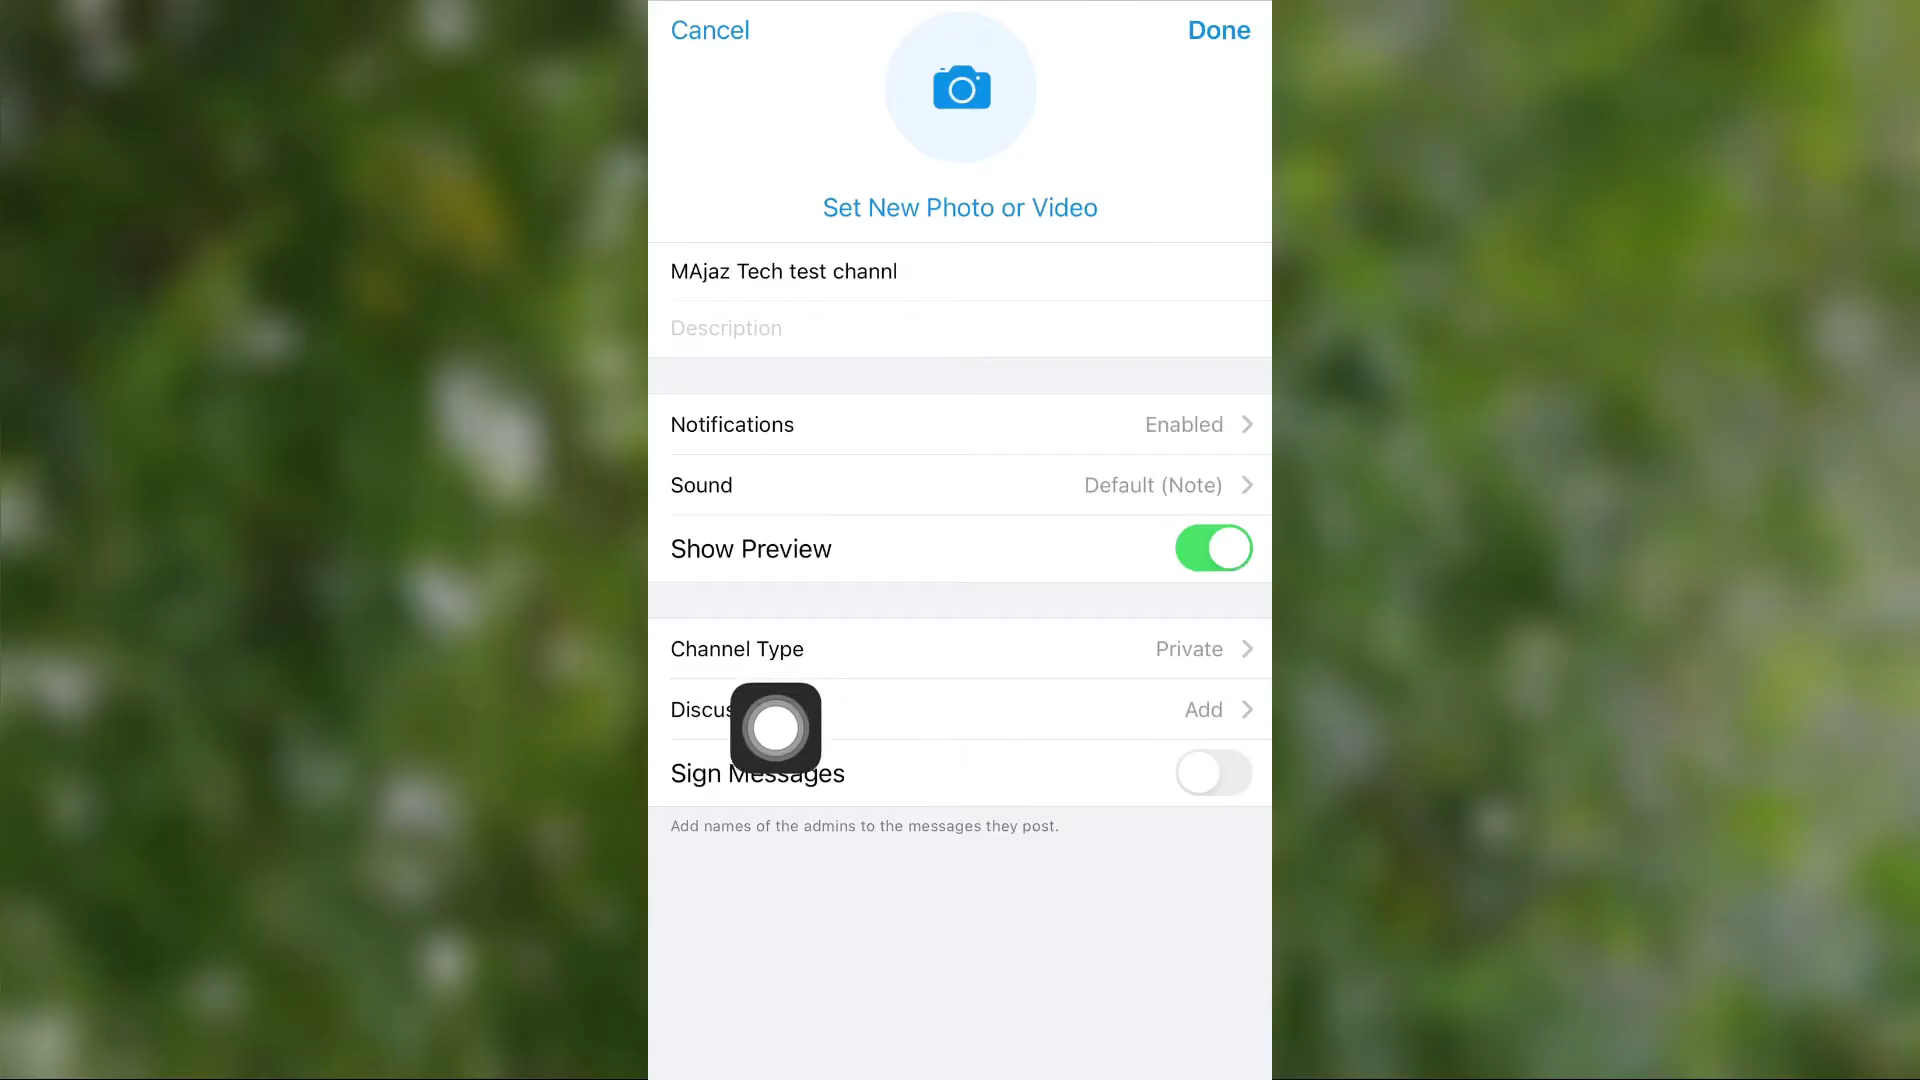 Cancel
Done
Set New Photo or Video
MAjaz Tech test channl
Description
Notifications
Enabled
Sound
Default (Note)
Show Preview
Channel Type
Private
Add
Sign Messages
Add names of the admins to the messages they post.